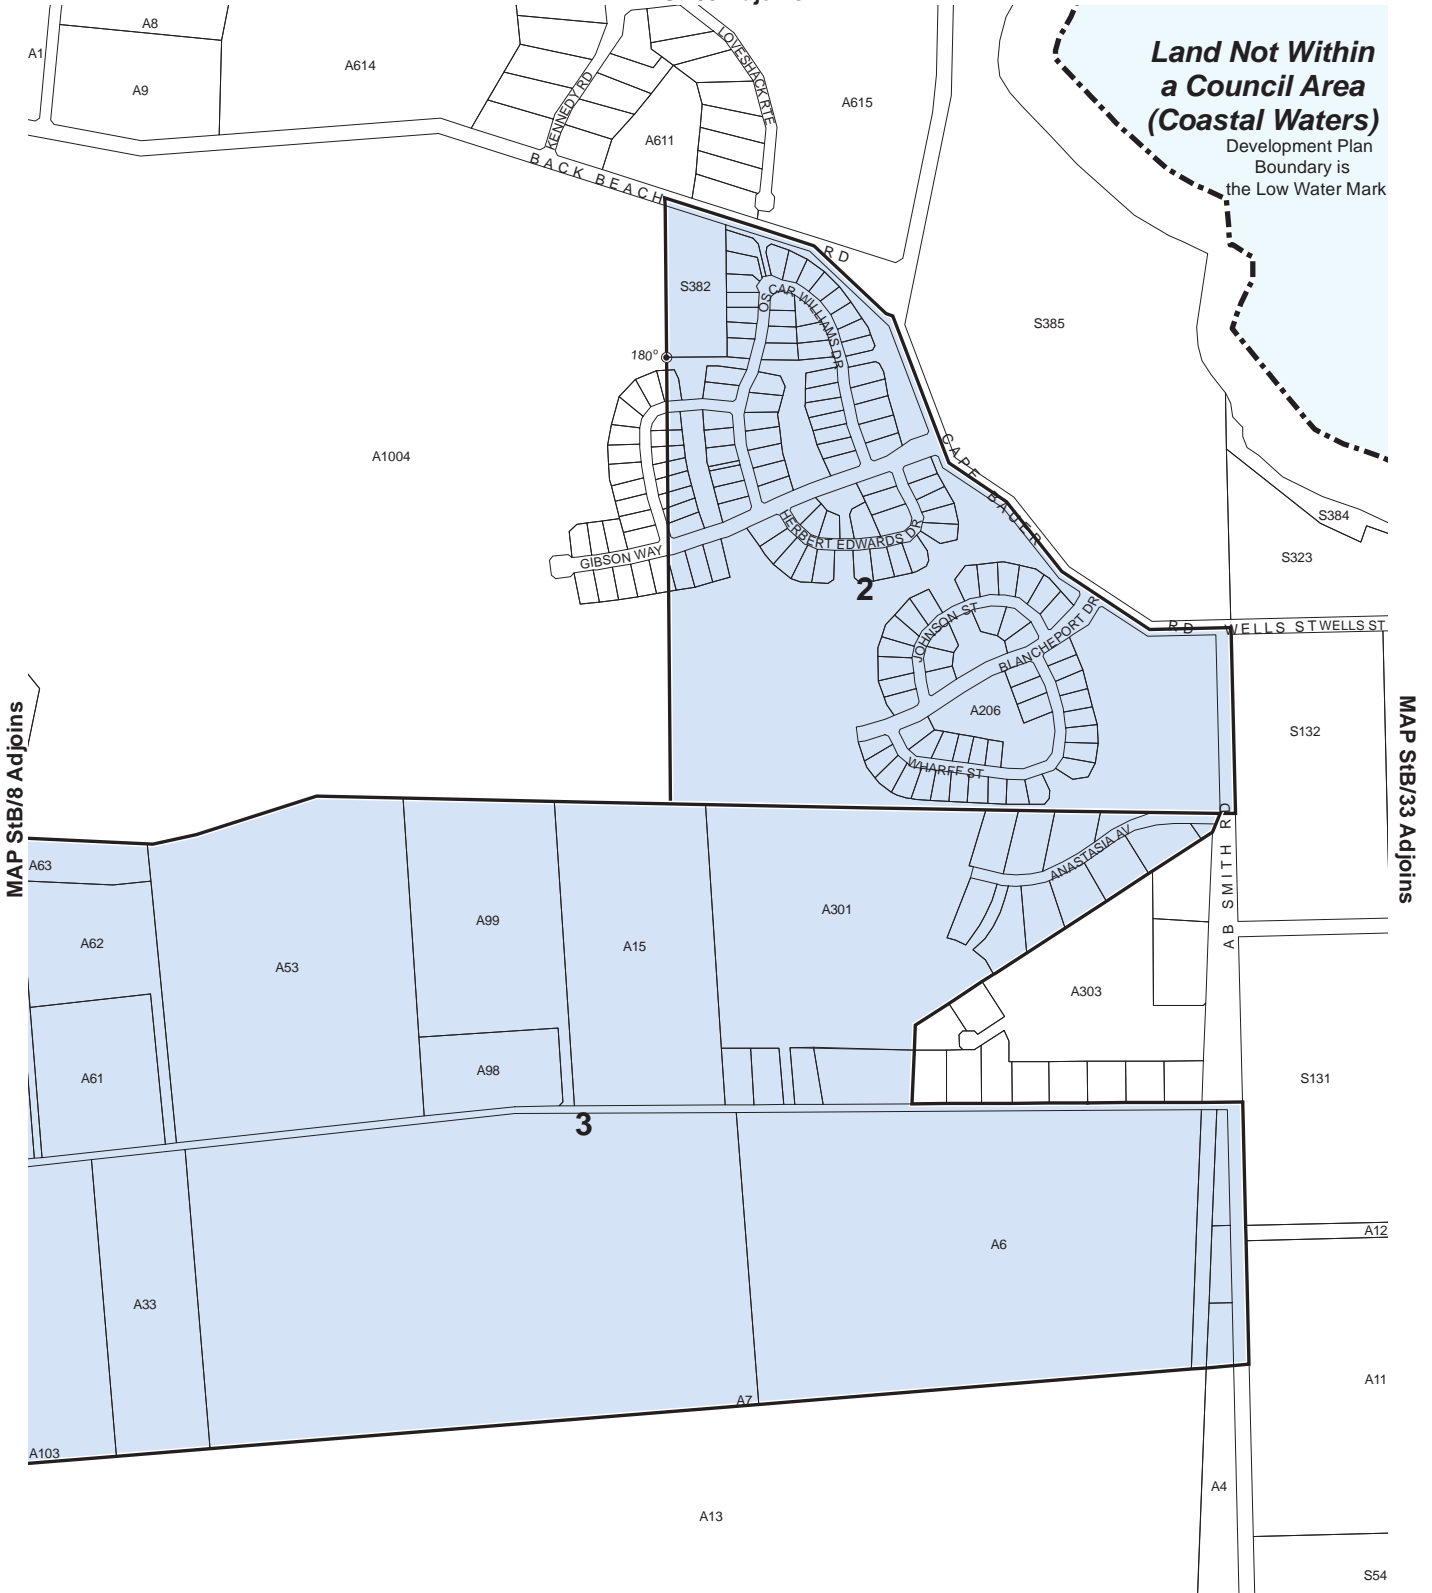 A8
A1
A9
A614
KENNEDY RD
LOVESHACK RTE
A615
A611
BACK BEACH
RD
Land Not Within
a Council Area
(Coastal Waters)
Development Plan
Boundary is
the Low Water Mark
S382
OSCAR WILLIAMS DR
S385
180°
A1004
CAPE BAUER
RD
S384
S323
HERBERT EDWARDS DR
GIBSON WAY
2
JOHNSON ST
BLANCHEPORT DR
WELLS ST
WELLS ST
A206
WHARFF ST
S132
MAP StB/8 Adjoins
MAP StB/33 Adjoins
ANASTASIA AV
AB SMITH RD
A63
A62
A53
A99
A15
A301
A303
A61
A98
S131
3
A12
A6
A33
A11
A7
A103
A4
A13
S54